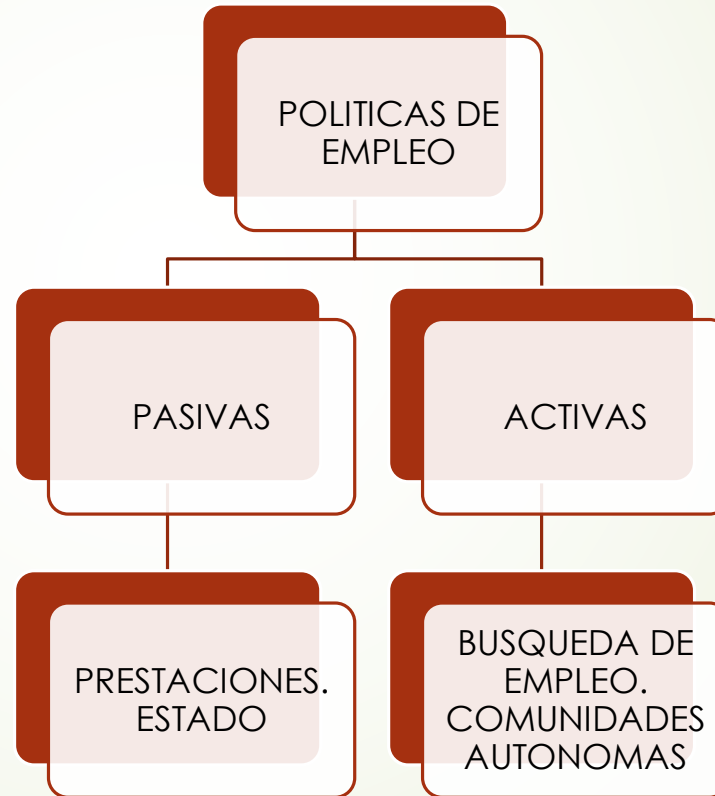 POLITICAS DE
EMPLEO
PASIVAS
ACTIVAS
PRESTACIONES.
ESTADO
BUSQUEDA DE
EMPLEO.
COMUNIDADES
AUTONOMAS